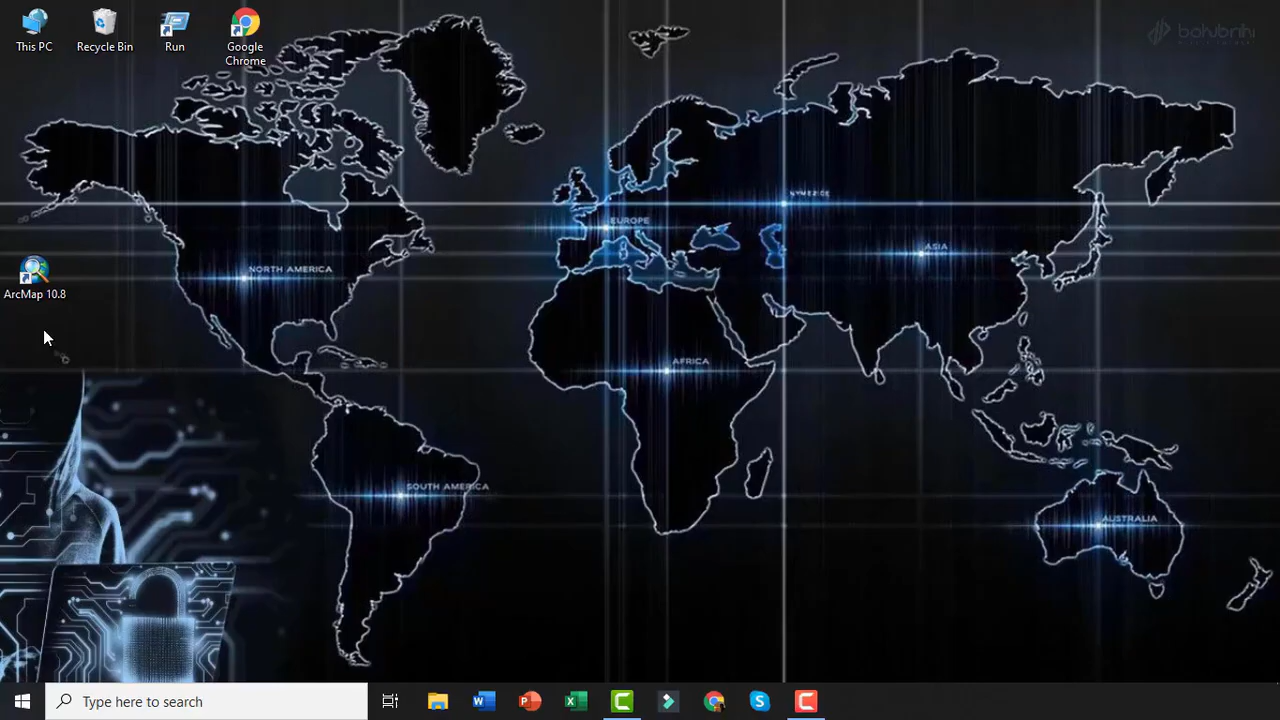 This PC
Recycle Bin
Run
Google
Chrome
EUROPE
ASIA
NORTH AMERICA
ArcMap 10.8
AFRICA
SOUTH AMERICA
AUSTRALIA
Type here to search